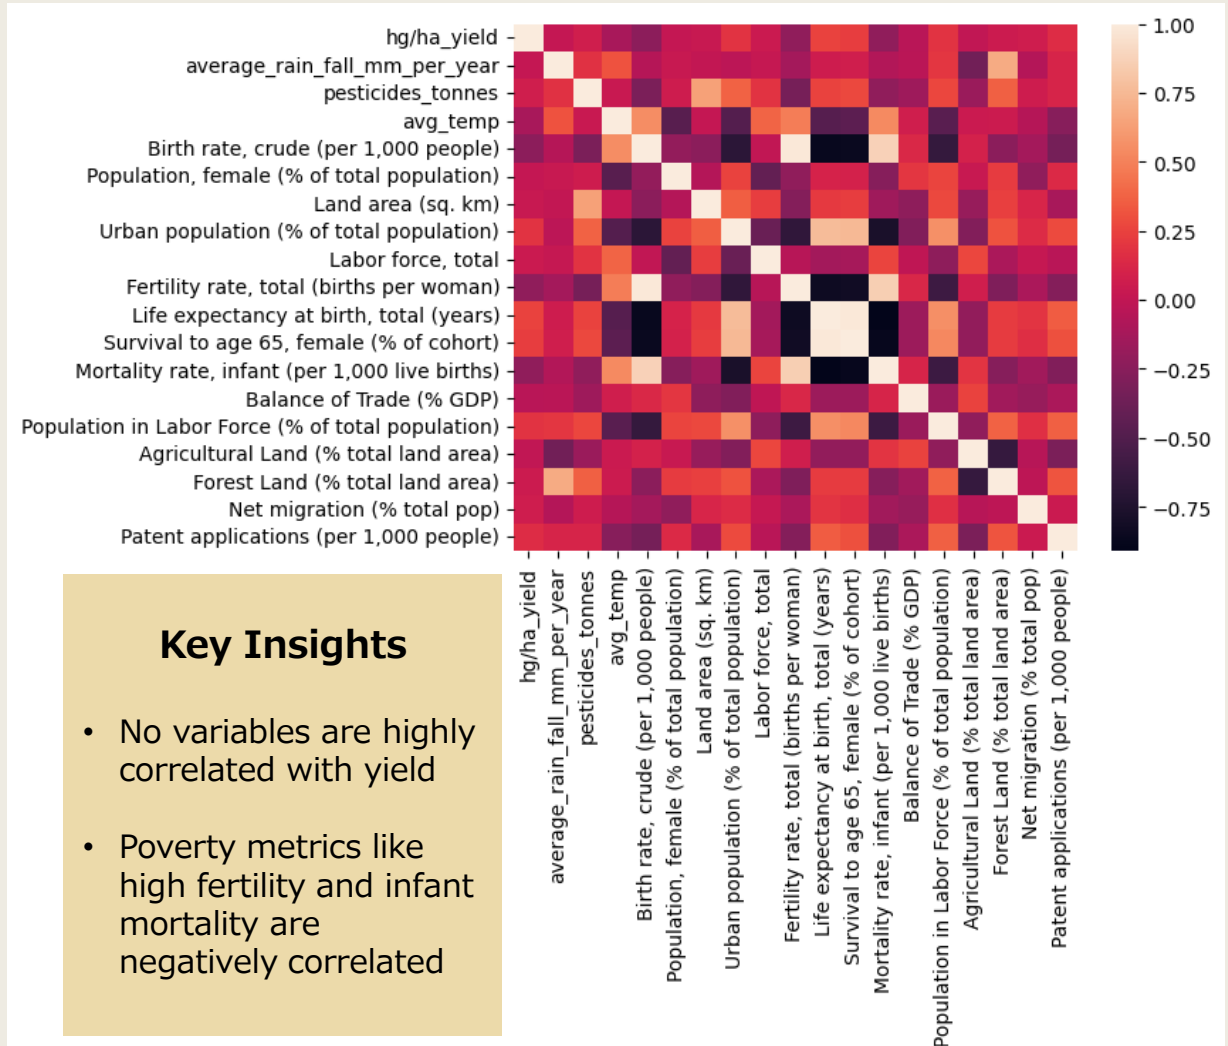 hg/ha_yield
average_rain_fall_mm_per_year
pesticides_tonnes
avg_temp
Birth rate, crude (per 1,000 people)
Population, female (% of total population)
Land area (sq. km)
Urban population (% of total population)
Labor force, total
Fertility rate, total (births per woman)
Life expectancy at birth, total (years)
Survival to age 65, female (% of cohort)
Mortality rate, infant (per 1,000 live births)
Balance of Trade (% GDP)
Population in Labor Force (% of total population)
Agricultural Land (% total land area)
Forest Land (% total land area)
Net migration (% total pop)
Patent applications (per 1,000 people)
1.00
0.75
0.50
0.25
0.00
−0.25
−0.50
−0.75
hg/ha_yield
average_rain_fall_mm_per_year
pesticides_tonnes
avg_temp
Birth rate, crude (per 1,000 people)
Population, female (% of total population)
Land area (sq. km)
Urban population (% of total population)
Labor force, total
Fertility rate, total (births per woman)
Life expectancy at birth, total (years)
Survival to age 65, female (% of cohort)
Mortality rate, infant (per 1,000 live births)
Balance of Trade (% GDP)
Population in Labor Force (% of total population)
Agricultural Land (% total land area)
Forest Land (% total land area)
Net migration (% total pop)
Patent applications (per 1,000 people)
Key Insights
• No variables are highly
correlated with yield
• Poverty metrics like
high fertility and infant
mortality are
negatively correlated